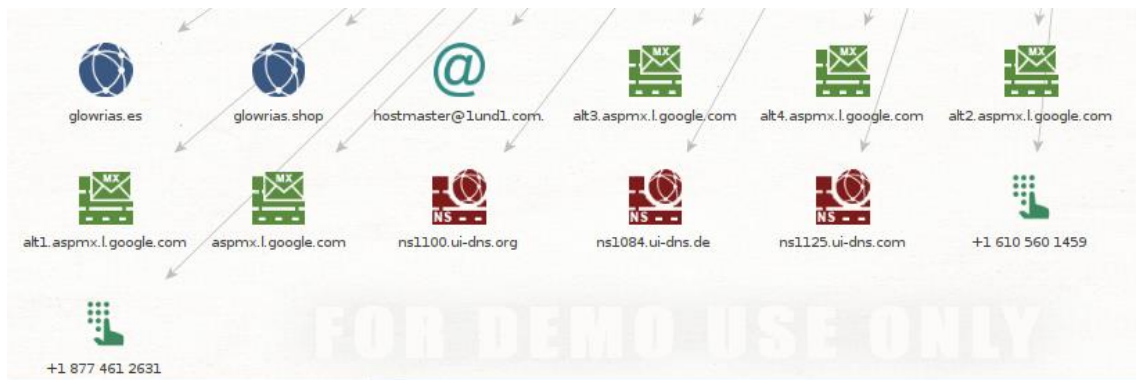 MX
MX
MX
glowrias.es
glowrias.shop
@
hostmaster@1und1.com.
alt3.aspmx.l.google.com
alt4.aspmx.l.google.com
alt2.aspmx.l.google.com
MX
MX
NS
NS
NS
alt1.aspmx.l.google.com
aspmx.l.google.com
ns1100.ui-dns.org
ns1084.ui-dns.de
ns1125.ui-dns.com
+1 610 560 1459
FOR DEMO USE ONLY
+1 877 461 2631